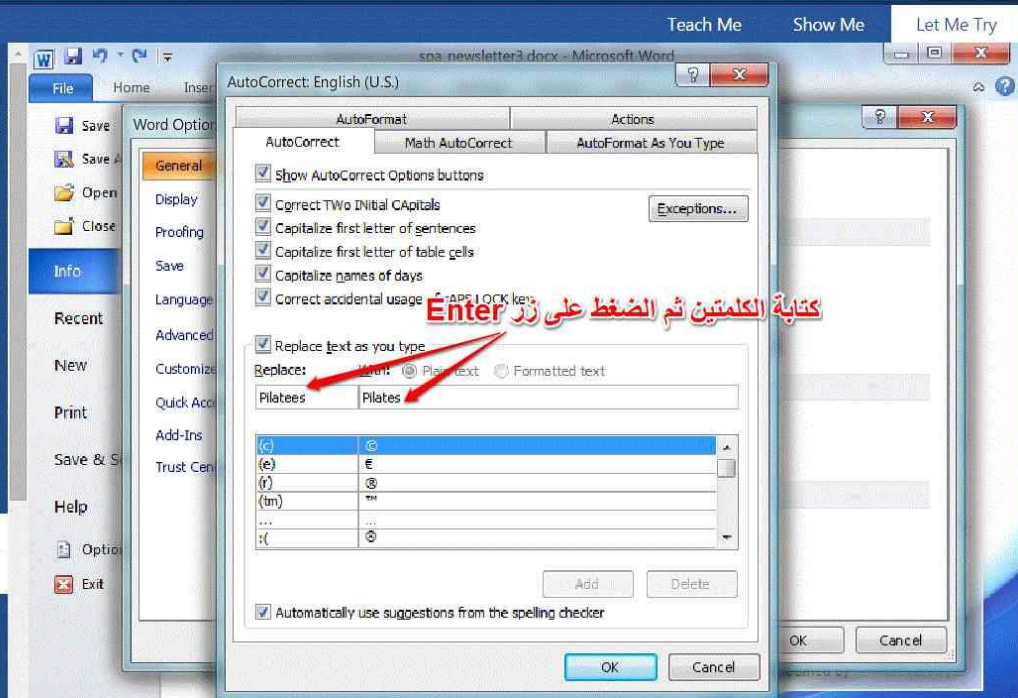 Teach Me Show Me Let Me Try
spa_newsletter3.docx - Microsoft Word
AutoCorrect: English (U.S.)
File Home
Save
Open
Close
Info
Recent
New
Print
Save &
Help
Exit
General
Display
Proofing
Save
Language
Advanced
Customize
Add-Ins
AutoFormat Actions
AutoCorrect Math AutoCorrect AutoFormat As You Type
Show AutoCorrect Options buttons
Correct TWo INitial CApitals
Exceptions...
Capitalize first letter of sentences
Capitalize first letter of table cells
Capitalize names of days
Correct accidental usage of cAPS LOCK key
كتابة الكلمتين ثم الضغط على زر Enter
Replace text as you type
Replace: With: Plain text Formatted text
Pilatees Pilates
(c) ©
(e) €
(r) ®
(tm) ™
... ...
:( ☹
Add Delete
Automatically use suggestions from the spelling checker
OK Cancel
OK Cancel